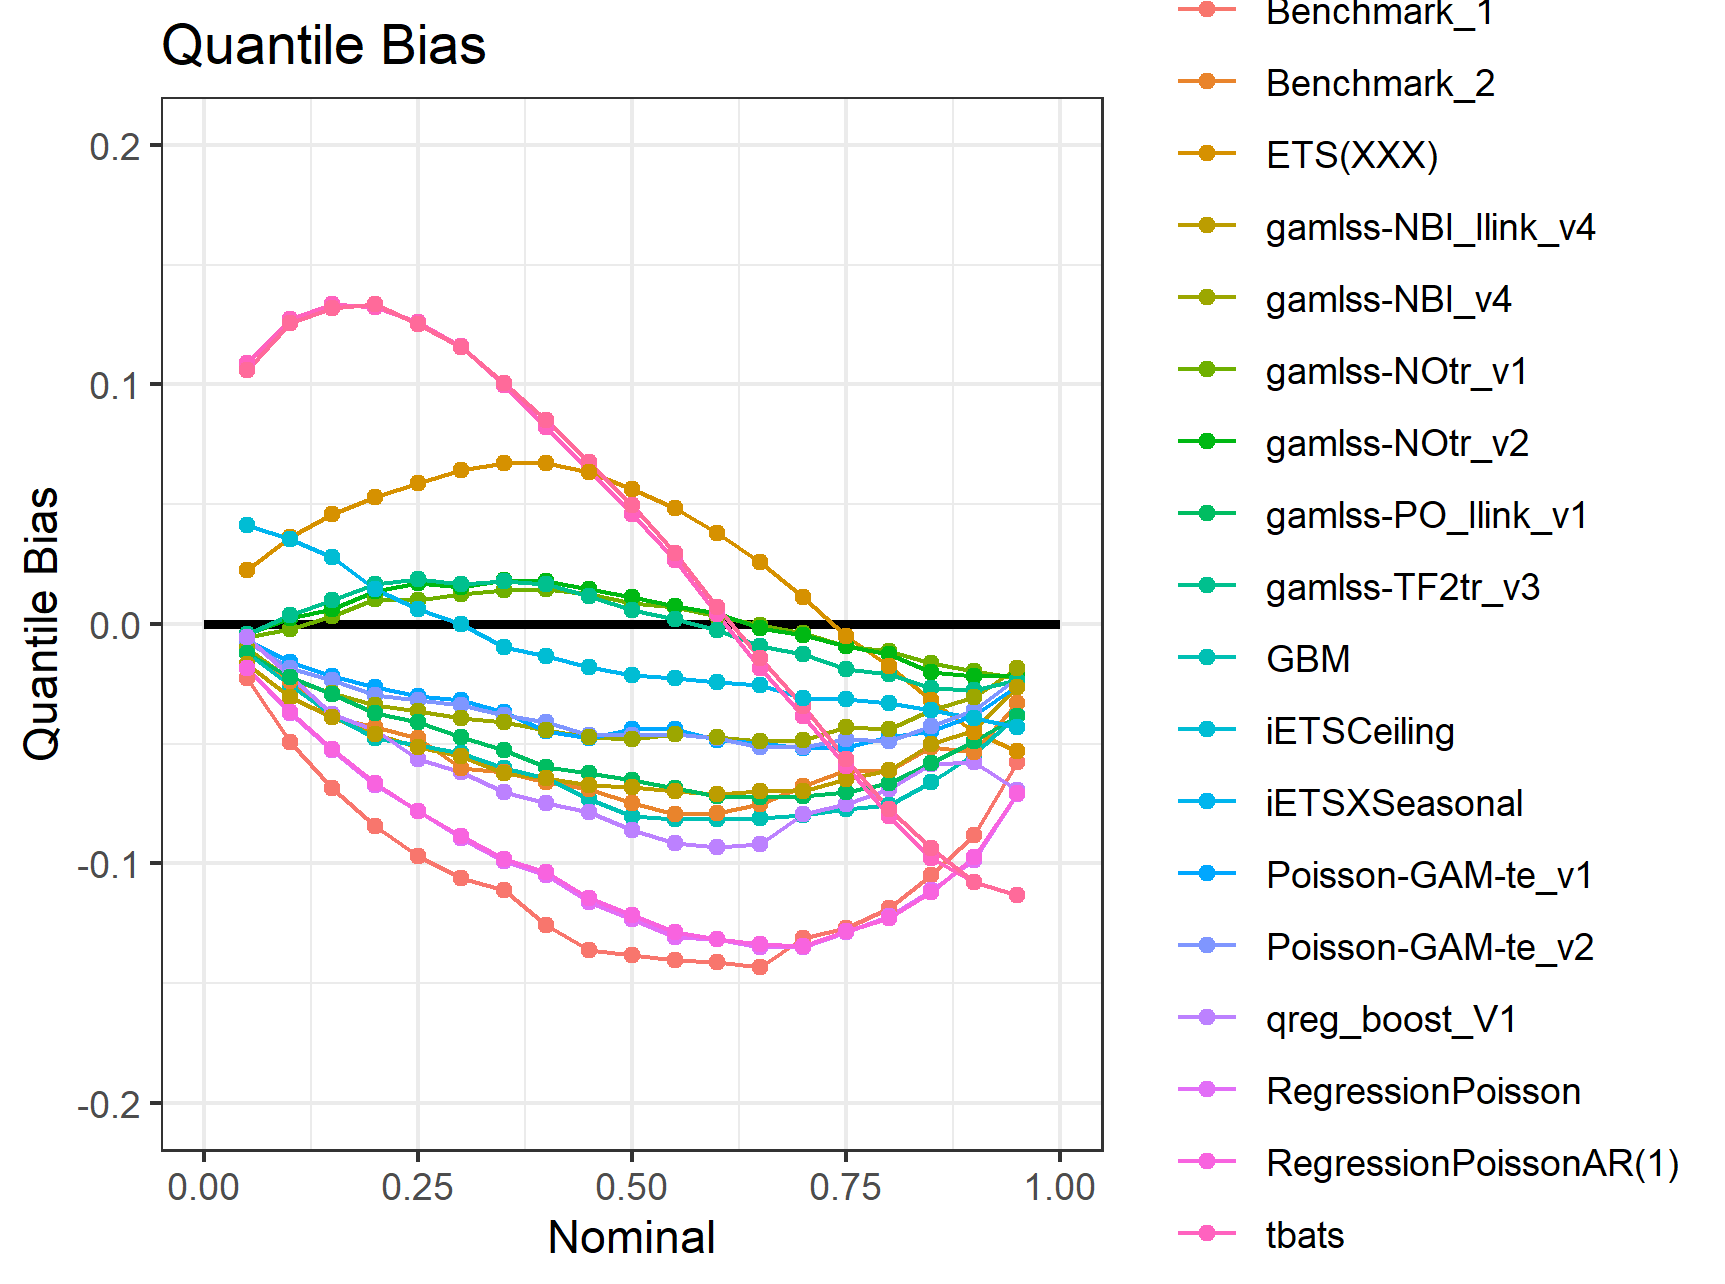 Quantile Bias
0.2
0.1
0.0
-0.1
-0.2
Quantile Bias
0.00
0.25
0.50
0.75
1.00
Nominal
Benchmark_1
Benchmark_2
ETS(XXX)
gamlss-NBI_llink_v4
gamlss-NBI_v4
gamlss-NOtr_v1
gamlss-NOtr_v2
gamlss-PO_llink_v1
gamlss-TF2tr_v3
GBM
iETSCeiling
iETSXSeasonal
Poisson-GAM-te_v1
Poisson-GAM-te_v2
qreg_boost_V1
RegressionPoisson
RegressionPoissonAR(1)
tbats